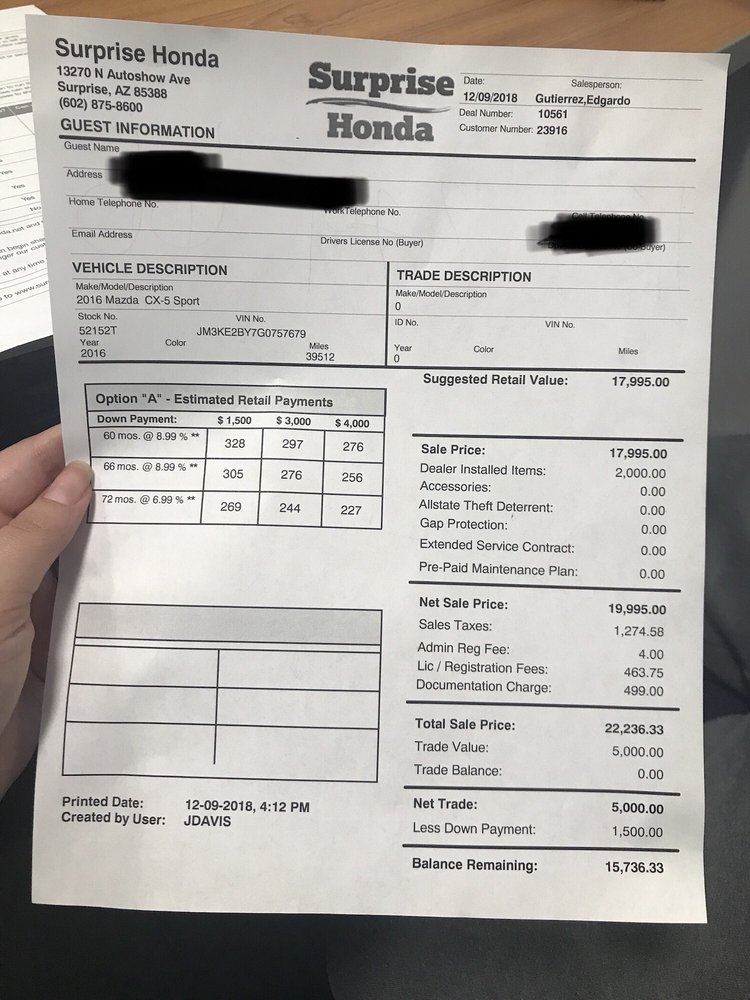 Surprise Honda
13270 N Autoshow Ave
Surprise, AZ 85388
(602) 875-8600
Surprise
Honda
Date: Salesperson:
12/09/2018 Gutierrez,Edgardo
Deal Number: 10561
Customer Number: 23916
GUEST INFORMATION
Guest Name
Address
Home Telephone No. Work Telephone No. Cell Telephone No.
Email Address Drivers License No (Buyer) Buyer)
VEHICLE DESCRIPTION
Make/Model/Description
2016 Mazda CX-5 Sport
Stock No. VIN No.
52152T JM3KE2BY7G0757679
Year Color Miles
2016 39512
TRADE DESCRIPTION
Make/Model/Description
0
ID No. VIN No.
Year Color Miles
0
Option "A" - Estimated Retail Payments
Down Payment: $ 1,500 $ 3,000 $ 4,000
60 mos. @ 8.99 % ** 328 297 276
66 mos. @ 8.99 % ** 305 276 256
72 mos. @ 6.99 % ** 269 244 227
Suggested Retail Value: 17,995.00
Sale Price: 17,995.00
Dealer Installed Items: 2,000.00
Accessories: 0.00
Allstate Theft Deterrent: 0.00
Gap Protection: 0.00
Extended Service Contract: 0.00
Pre-Paid Maintenance Plan: 0.00
Net Sale Price: 19,995.00
Sales Taxes: 1,274.58
Admin Reg Fee: 4.00
Lic / Registration Fees: 463.75
Documentation Charge: 499.00
Total Sale Price: 22,236.33
Trade Value: 5,000.00
Trade Balance: 0.00
Net Trade: 5,000.00
Less Down Payment: 1,500.00
Balance Remaining: 15,736.33
Printed Date: 12-09-2018, 4:12 PM
Created by User: JDAVIS
Yes
Yes
Yes
No
at any time